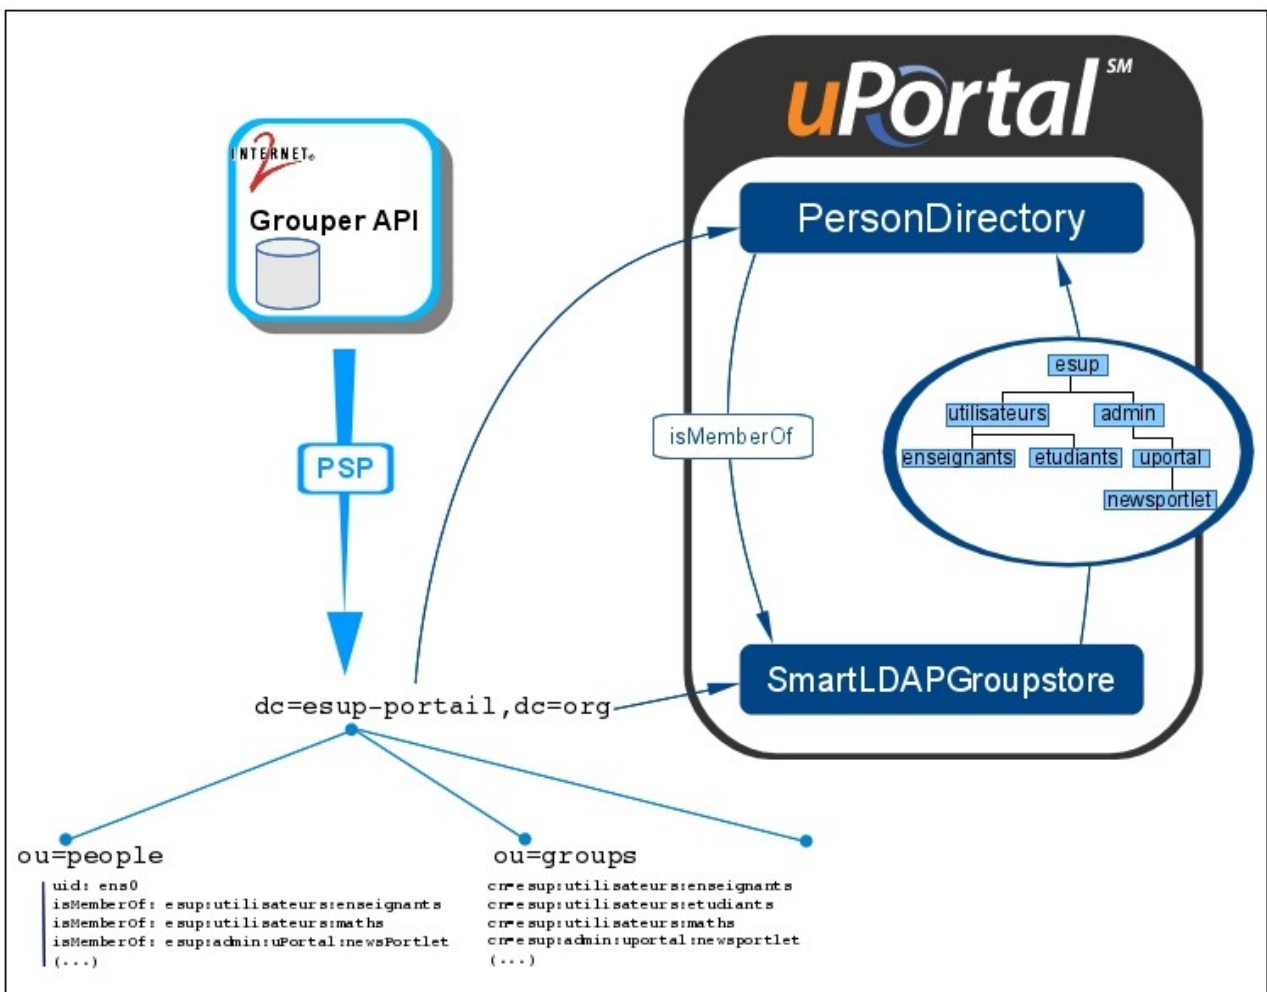 uPortal SM
INTERNET®
2
Grouper API
PersonDirectory
esup
utilisateurs admin
isMemberOf
enseignants etudiants uportal
PSP
newsportlet
SmartLDAPGroupstore
dc=esup-portail,dc=org
ou=people
uid: ens0
isMemberOf: esup:utilisateurs:enseignants
isMemberOf: esup:utilisateurs:maths
isMemberOf: esup:admin:uPortal:newsPortlet
(...)
ou=groups
cn=esup:utilisateurs:enseignants
cn=esup:utilisateurs:etudiants
cn=esup:utilisateurs:maths
cn=esup:admin:uportal:newsportlet
(...)